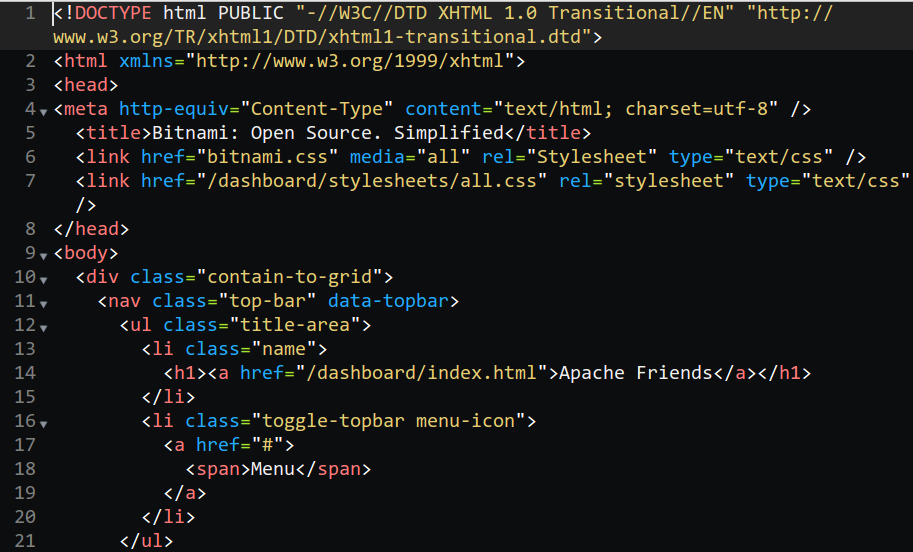 1 <!DOCTYPE html PUBLIC "-//W3C//DTD XHTML 1.0 Transitional//EN" "http://
www.w3.org/TR/xhtml1/DTD/xhtml1-transitional.dtd">
2 <html xmlns="http://www.w3.org/1999/xhtml">
3 <head>
4 <meta http-equiv="Content-Type" content="text/html; charset=utf-8" />
5   <title>Bitnami: Open Source. Simplified</title>
6   <link href="bitnami.css" media="all" rel="Stylesheet" type="text/css" />
7   <link href="/dashboard/stylesheets/all.css" rel="stylesheet" type="text/css"
/>
8 </head>
9 <body>
10   <div class="contain-to-grid">
11     <nav class="top-bar" data-topbar>
12       <ul class="title-area">
13         <li class="name">
14           <h1><a href="/dashboard/index.html">Apache Friends</a></h1>
15         </li>
16         <li class="toggle-topbar menu-icon">
17           <a href="#">
18             <span>Menu</span>
19           </a>
20         </li>
21       </ul>